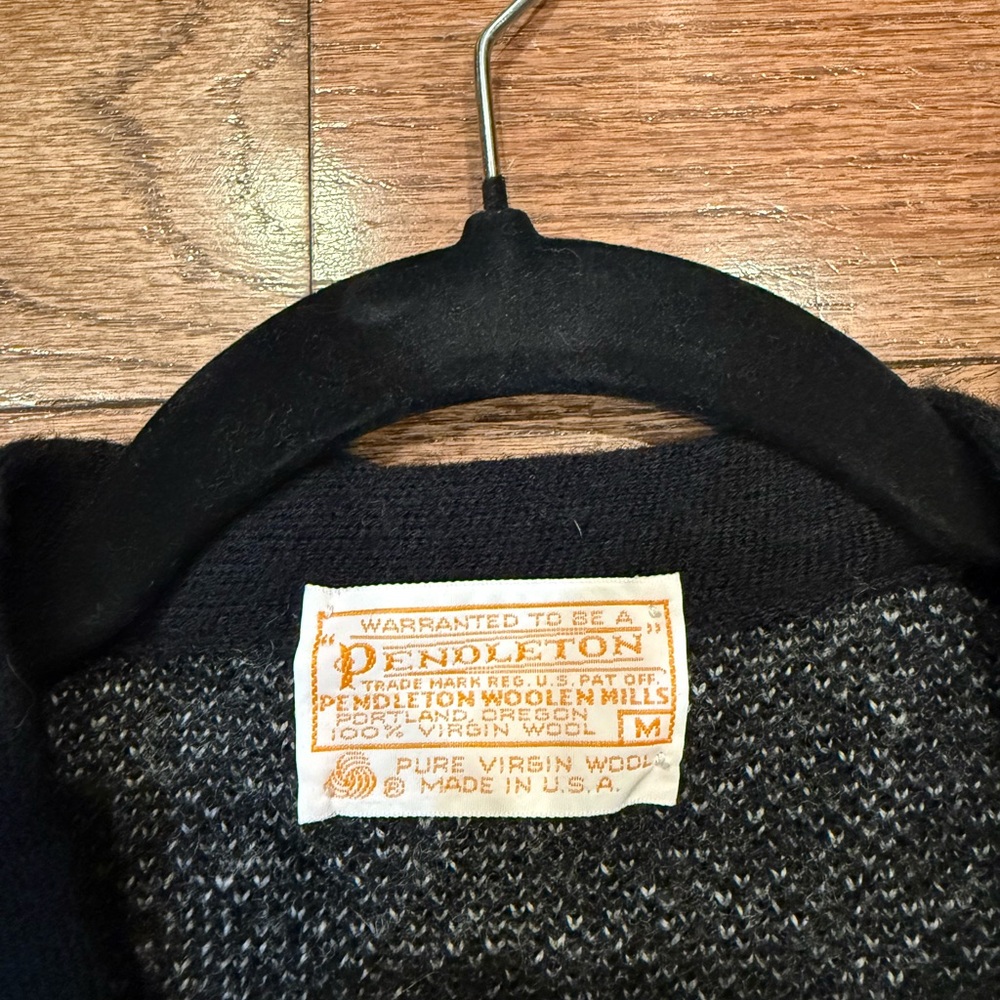 WARRANTED TO BE A
"PENDLETON"
TRADE MARK REG. U.S. PAT OFF.
PENDLETON WOOLEN MILLS
PORTLAND, OREGON
100% VIRGIN WOOL
M
PURE VIRGIN WOOL
® MADE IN U.S.A.